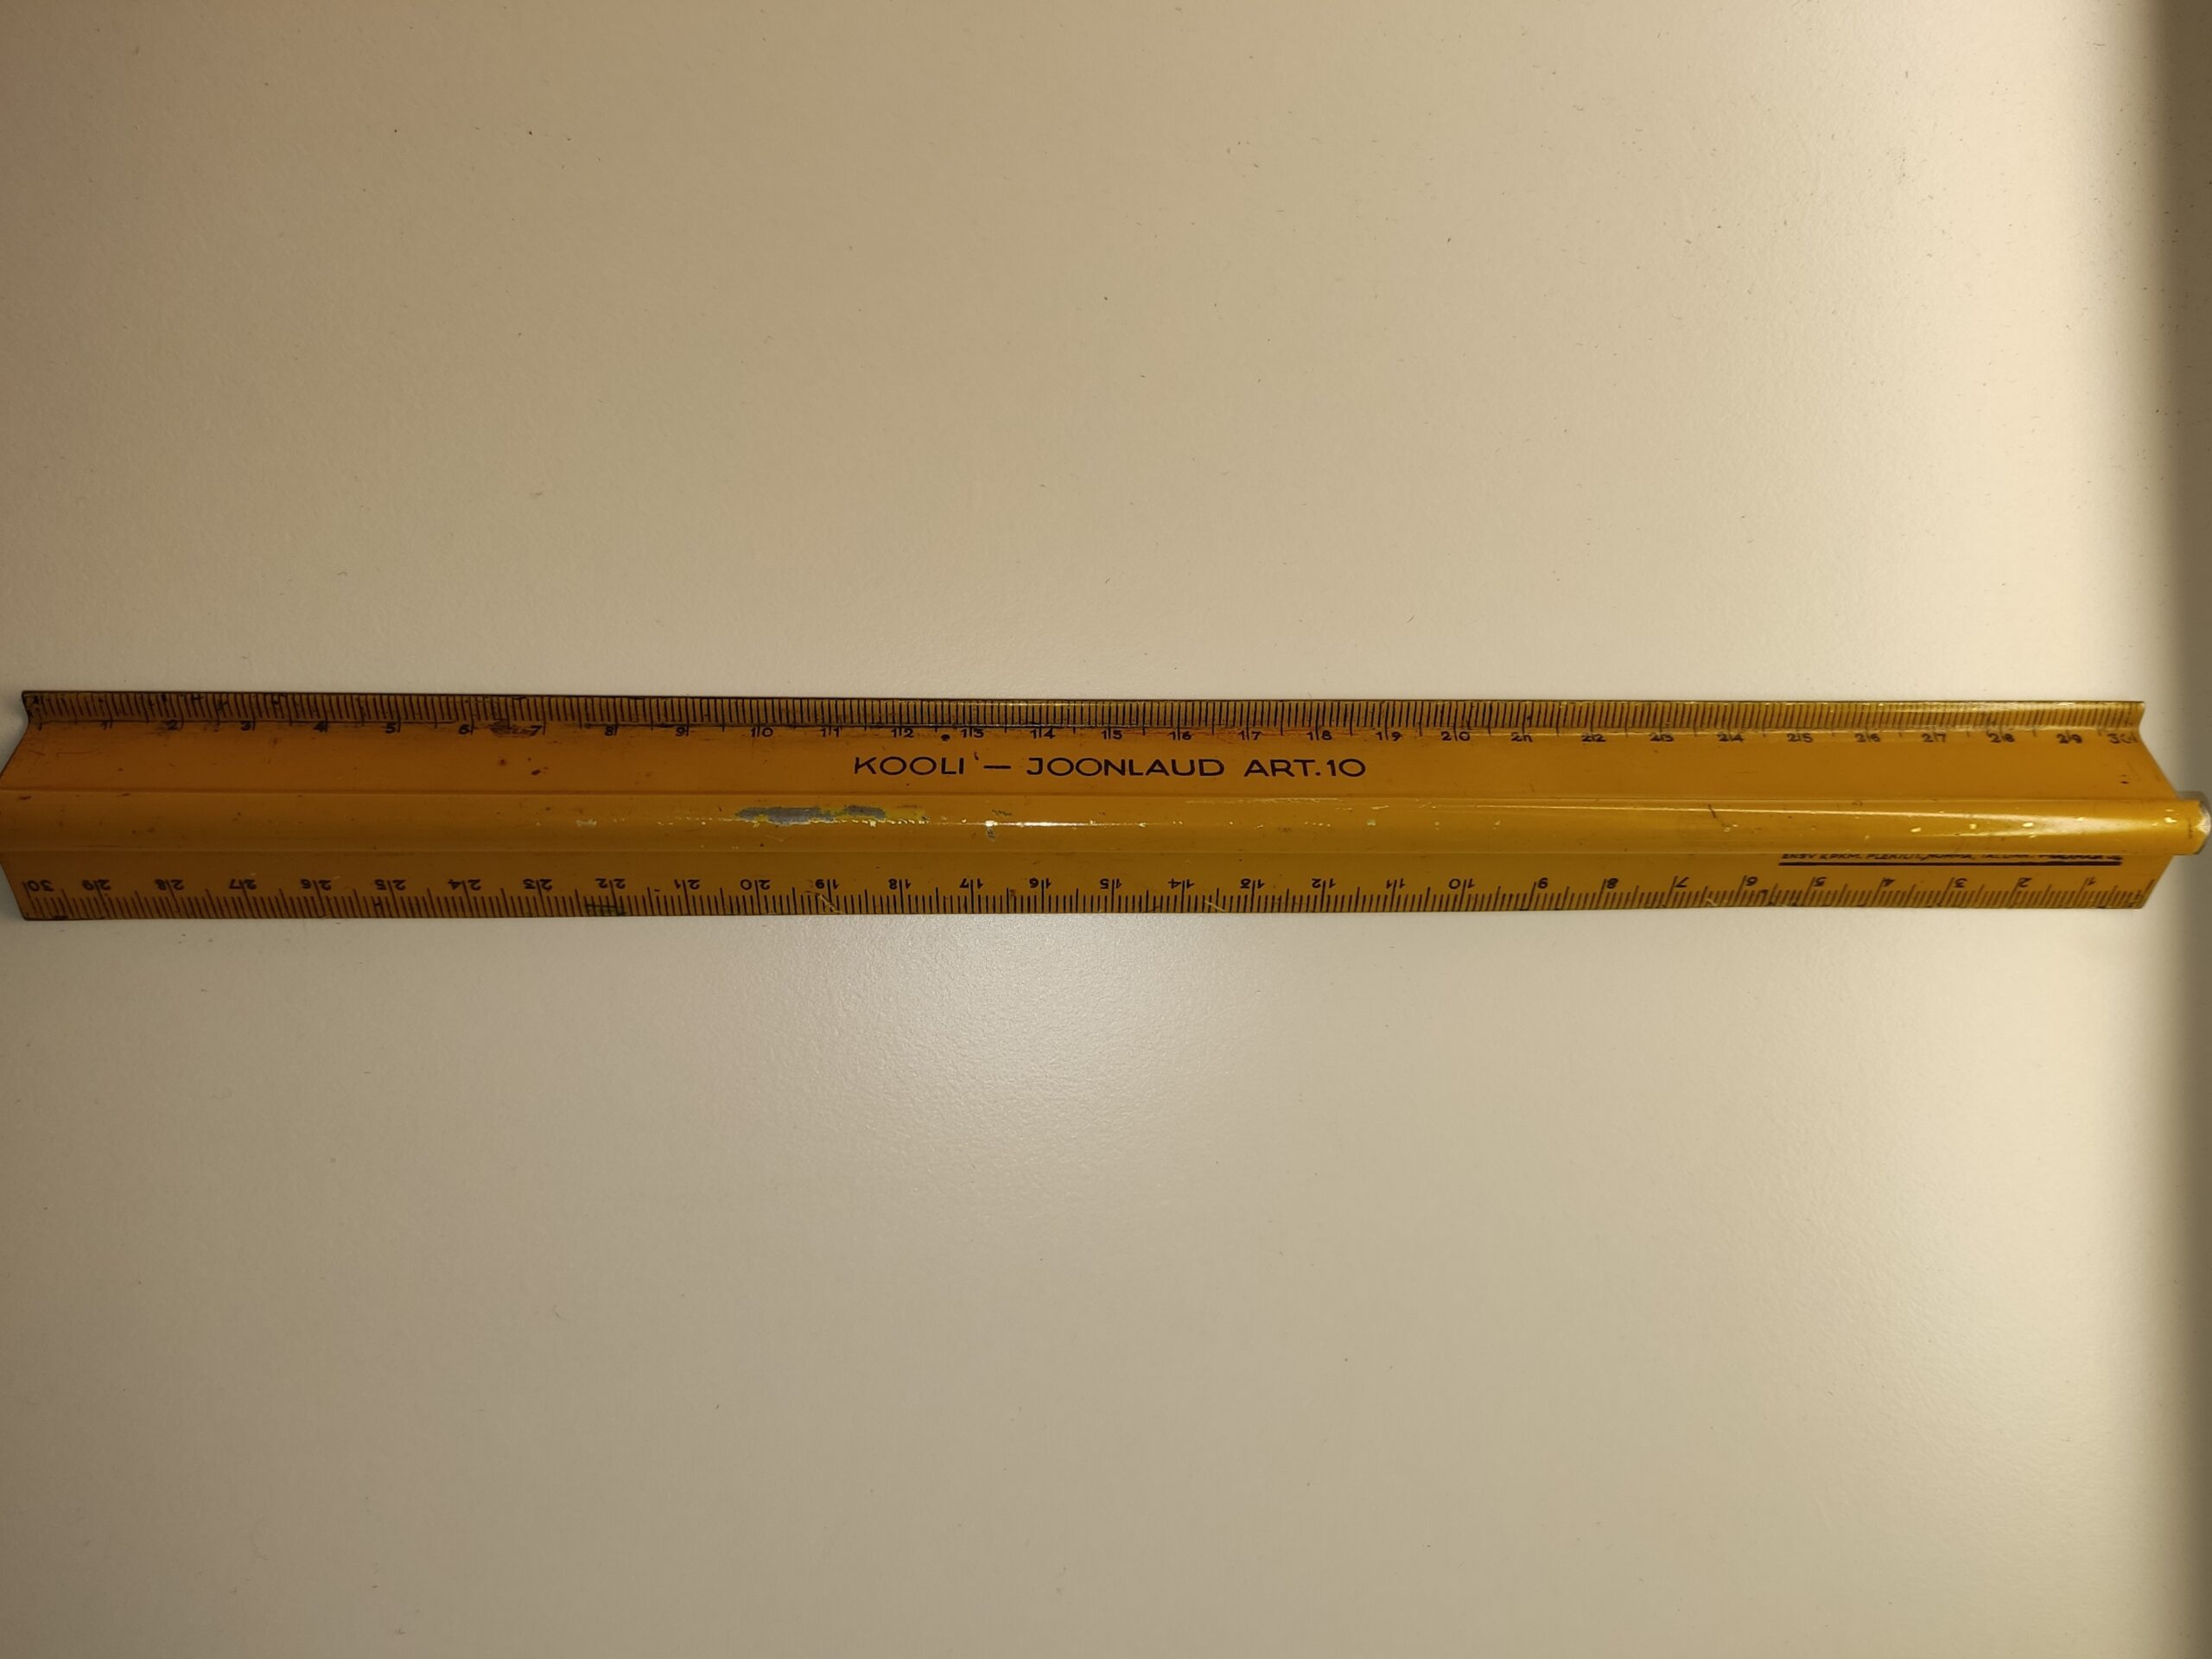 1 2 3 4 5 6 7 8 9 10 11 12 13 14 15 16 17 18 19 20 21 22 23 24 25 26 27 28 29 30
KOOLI — JOONLAUD ART.10
30 29 28 27 26 25 24 23 22 21 20 19 18 17 16 15 14 13 12 11 10 9 8 7 6 5 4 3 2 1